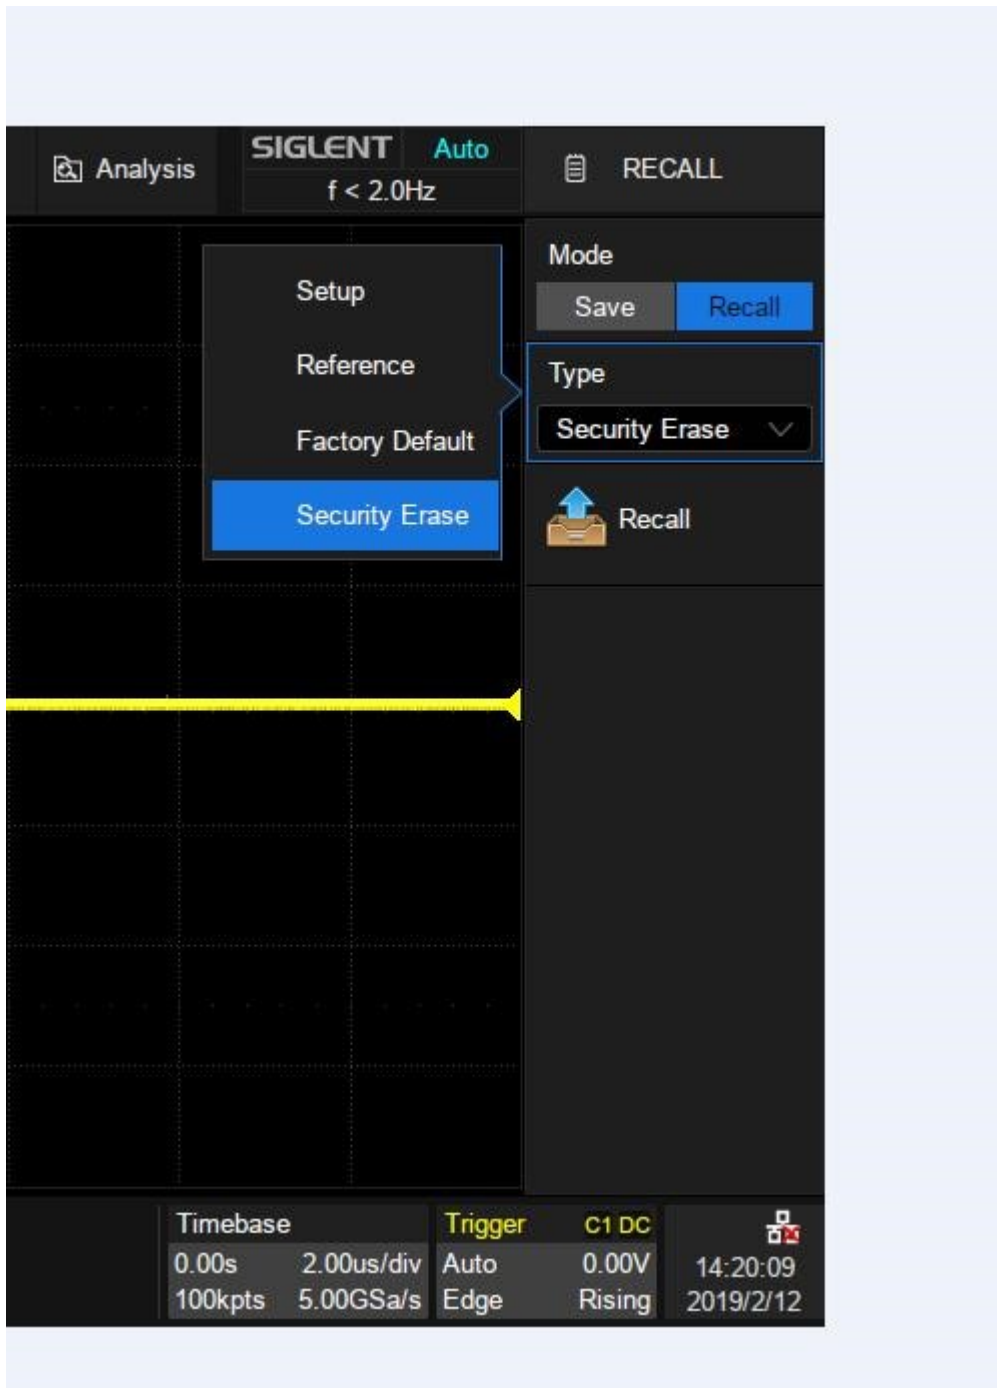 Analysis
SIGLENT Auto
f < 2.0Hz
RECALL
Setup
Reference
Factory Default
Security Erase
Mode
Save Recall
Type
Security Erase
Recall
Timebase
0.00s 2.00us/div
100kpts 5.00GSa/s
Trigger C1 DC
Auto 0.00V
Edge Rising
14:20:09
2019/2/12